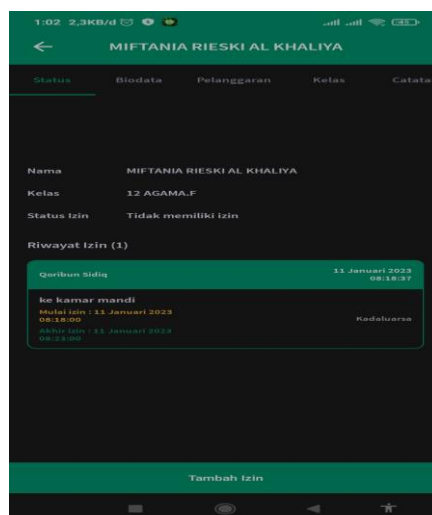 1:02 2,3KB/d
MIFTANIA RIESKI AL KHALIYA
Status Biodata Pelanggaran Kelas Catata
Nama MIFTANIA RIESKI AL KHALIYA
Kelas 12 AGAMA.F
Status Izin Tidak memiliki izin
Riwayat Izin (1)
Qoribun Sidiq 11 Januari 2023
08:18:37
ke kamar mandi
Mulai izin : 11 Januari 2023
08:18:00
Kadaluarsa
Akhir izin : 11 Januari 2023
08:23:00
Tambah Izin